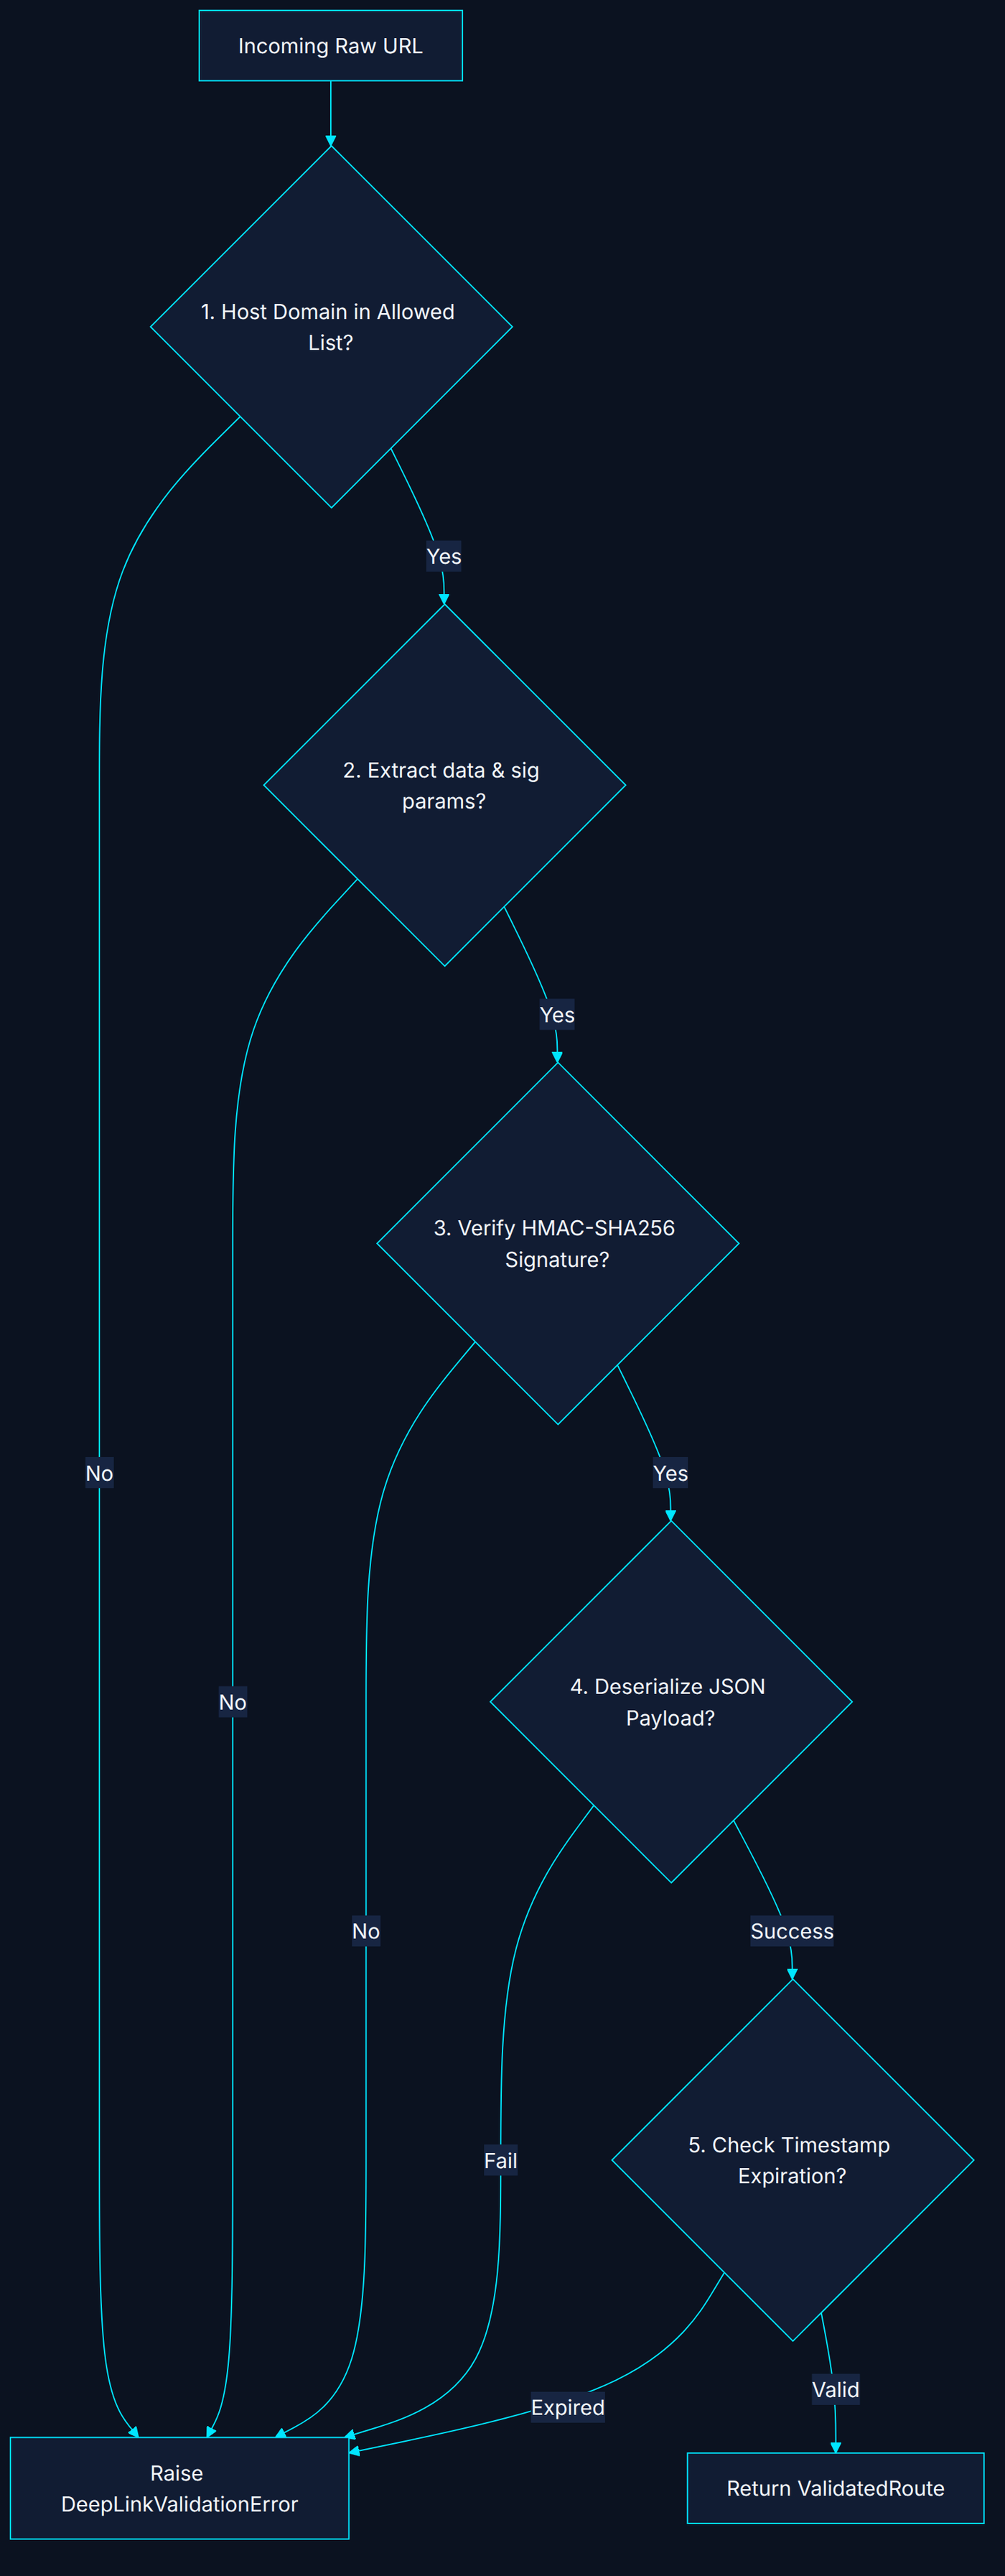 Incoming Raw URL
1. Host Domain in Allowed
List?
Yes
2. Extract data & sig
params?
Yes
3. Verify HMAC-SHA256
Signature?
No
Yes
4. Deserialize JSON
Payload?
No
No
Success
5. Check Timestamp
Expiration?
Fail
Valid
Expired
Raise
DeepLinkValidationError
Return ValidatedRoute